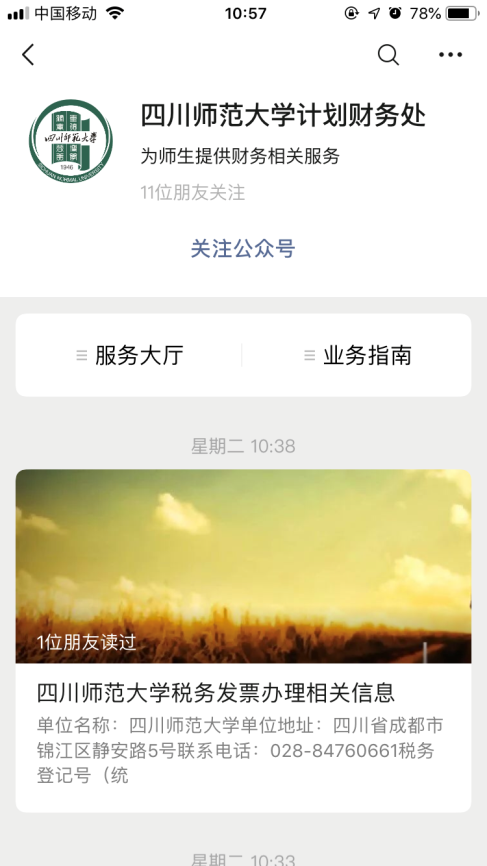 中国移动
10:57
78%
四川师范大学计划财务处
为师生提供财务相关服务
11位朋友关注
关注公众号
服务大厅
业务指南
星期二 10:38
1位朋友读过
四川师范大学税务发票办理相关信息
单位名称：四川师范大学单位地址：四川省成都市
锦江区静安路5号联系电话：028-84760661税务
登记号（统
星期二 10:33